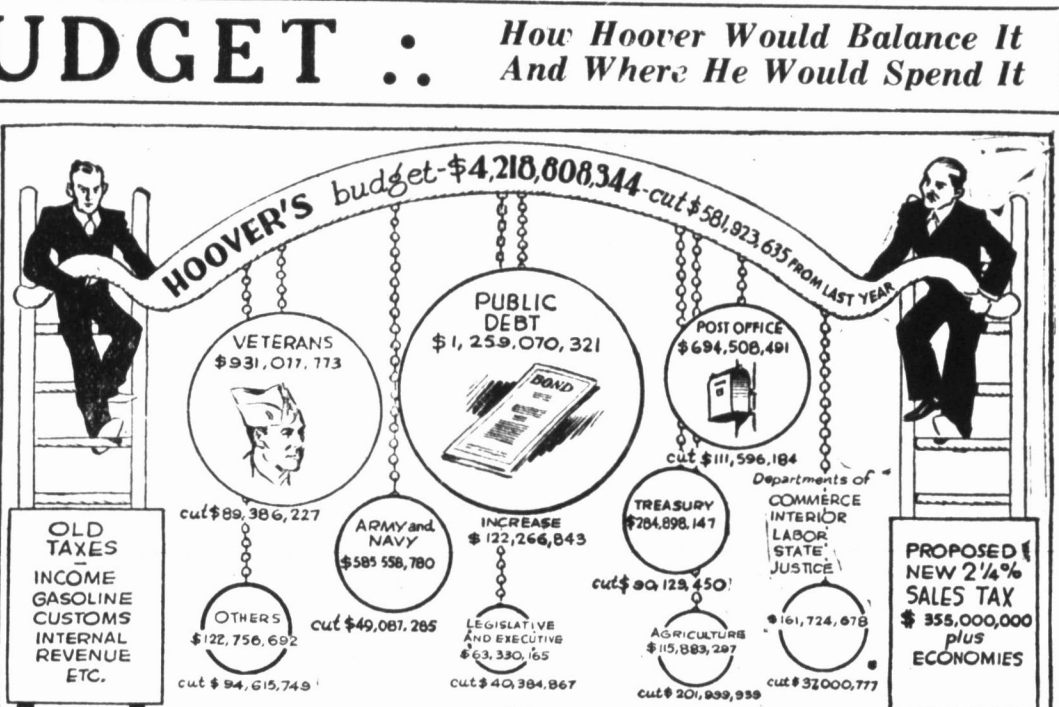 UDGET ∴
How Hoover Would Balance It
And Where He Would Spend It
HOOVER'S budget-$4,218,808,344-cut $581,923,635 FROM LAST YEAR
VETERANS
$931,077,773
cut $89,386,227
PUBLIC
DEBT
$1,259,070,321
BOND
INCREASE
$122,266,843
POST OFFICE
$694,508,491
cut $111,596,184
ARMY and
NAVY
$585 558,780
cut $49,087,285
TREASURY
$284,898,147
cut $90,129,450
Departments of
COMMERCE
INTERIOR
LABOR
STATE
JUSTICE
$161,724,678
cut $37,000,777
OTHERS
$122,756,692
cut $94,615,749
LEGISLATIVE
AND EXECUTIVE
$63,330,165
cut $40,384,867
AGRICULTURE
$115,883,297
cut $201,999,939
OLD
TAXES
–
INCOME
GASOLINE
CUSTOMS
INTERNAL
REVENUE
ETC.
PROPOSED
NEW 2¼%
SALES TAX
$355,000,000
plus
ECONOMIES